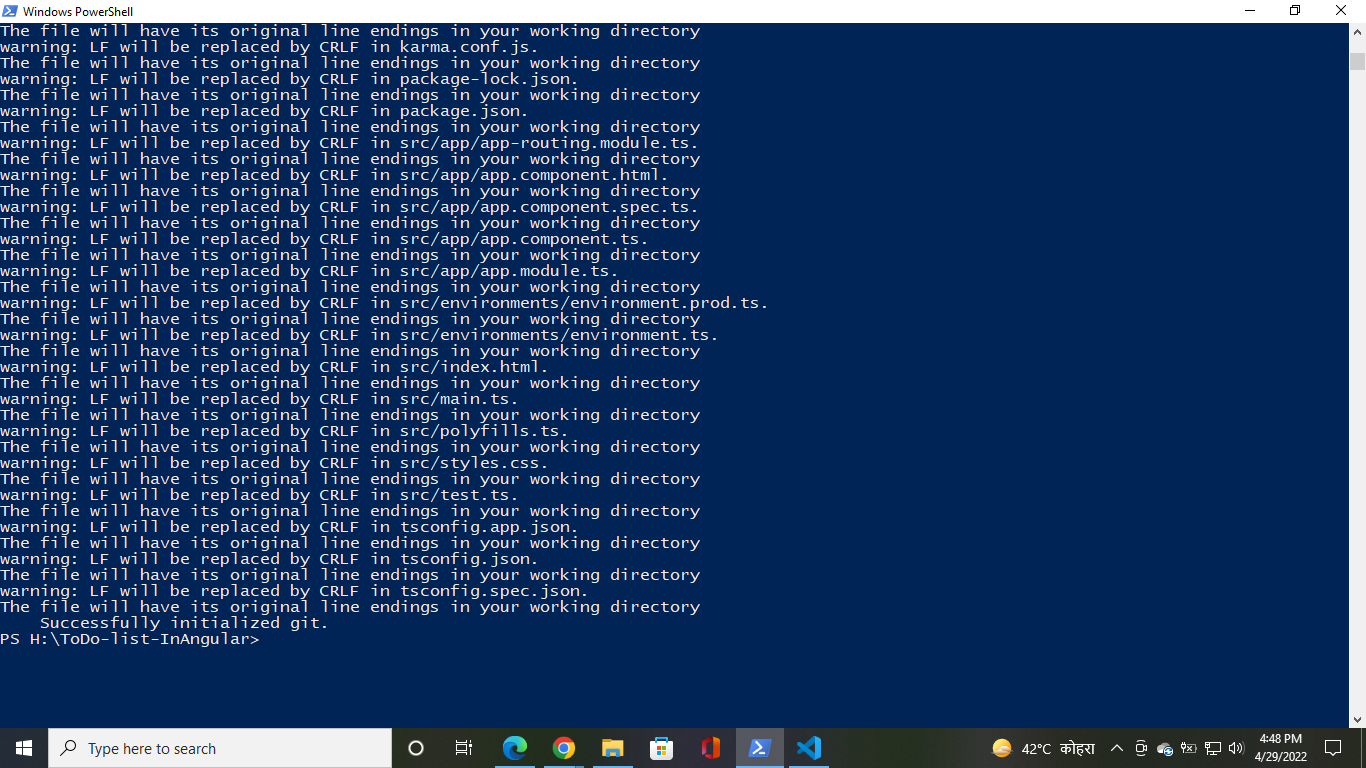 Windows PowerShell
The file will have its original line endings in your working directory
warning: LF will be replaced by CRLF in karma.conf.js.
The file will have its original line endings in your working directory
warning: LF will be replaced by CRLF in package-lock.json.
The file will have its original line endings in your working directory
warning: LF will be replaced by CRLF in package.json.
The file will have its original line endings in your working directory
warning: LF will be replaced by CRLF in src/app/app-routing.module.ts.
The file will have its original line endings in your working directory
warning: LF will be replaced by CRLF in src/app/app.component.html.
The file will have its original line endings in your working directory
warning: LF will be replaced by CRLF in src/app/app.component.spec.ts.
The file will have its original line endings in your working directory
warning: LF will be replaced by CRLF in src/app/app.component.ts.
The file will have its original line endings in your working directory
warning: LF will be replaced by CRLF in src/app/app.module.ts.
The file will have its original line endings in your working directory
warning: LF will be replaced by CRLF in src/environments/environment.prod.ts.
The file will have its original line endings in your working directory
warning: LF will be replaced by CRLF in src/environments/environment.ts.
The file will have its original line endings in your working directory
warning: LF will be replaced by CRLF in src/index.html.
The file will have its original line endings in your working directory
warning: LF will be replaced by CRLF in src/main.ts.
The file will have its original line endings in your working directory
warning: LF will be replaced by CRLF in src/polyfills.ts.
The file will have its original line endings in your working directory
warning: LF will be replaced by CRLF in src/styles.css.
The file will have its original line endings in your working directory
warning: LF will be replaced by CRLF in src/test.ts.
The file will have its original line endings in your working directory
warning: LF will be replaced by CRLF in tsconfig.app.json.
The file will have its original line endings in your working directory
warning: LF will be replaced by CRLF in tsconfig.json.
The file will have its original line endings in your working directory
warning: LF will be replaced by CRLF in tsconfig.spec.json.
The file will have its original line endings in your working directory
    Successfully initialized git.
PS H:\ToDo-list-InAngular>
Type here to search
42°C कोहरा
4:48 PM
4/29/2022